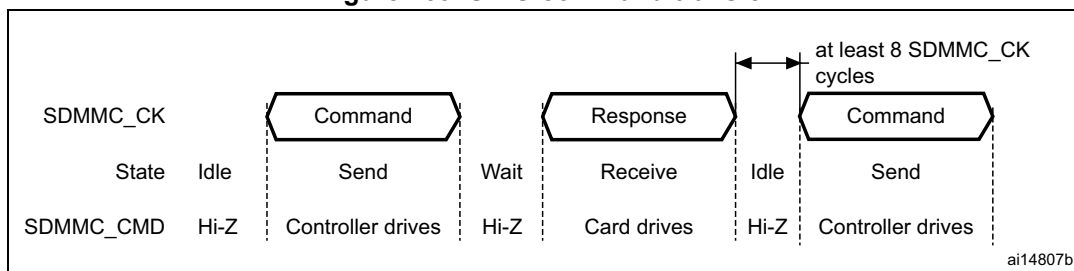 at least 8 SDMMC_CK
cycles
SDMMC_CK Command Response Command
State Idle Send Wait Receive Idle Send
SDMMC_CMD Hi-Z Controller drives Hi-Z Card drives Hi-Z Controller drives
ai14807b